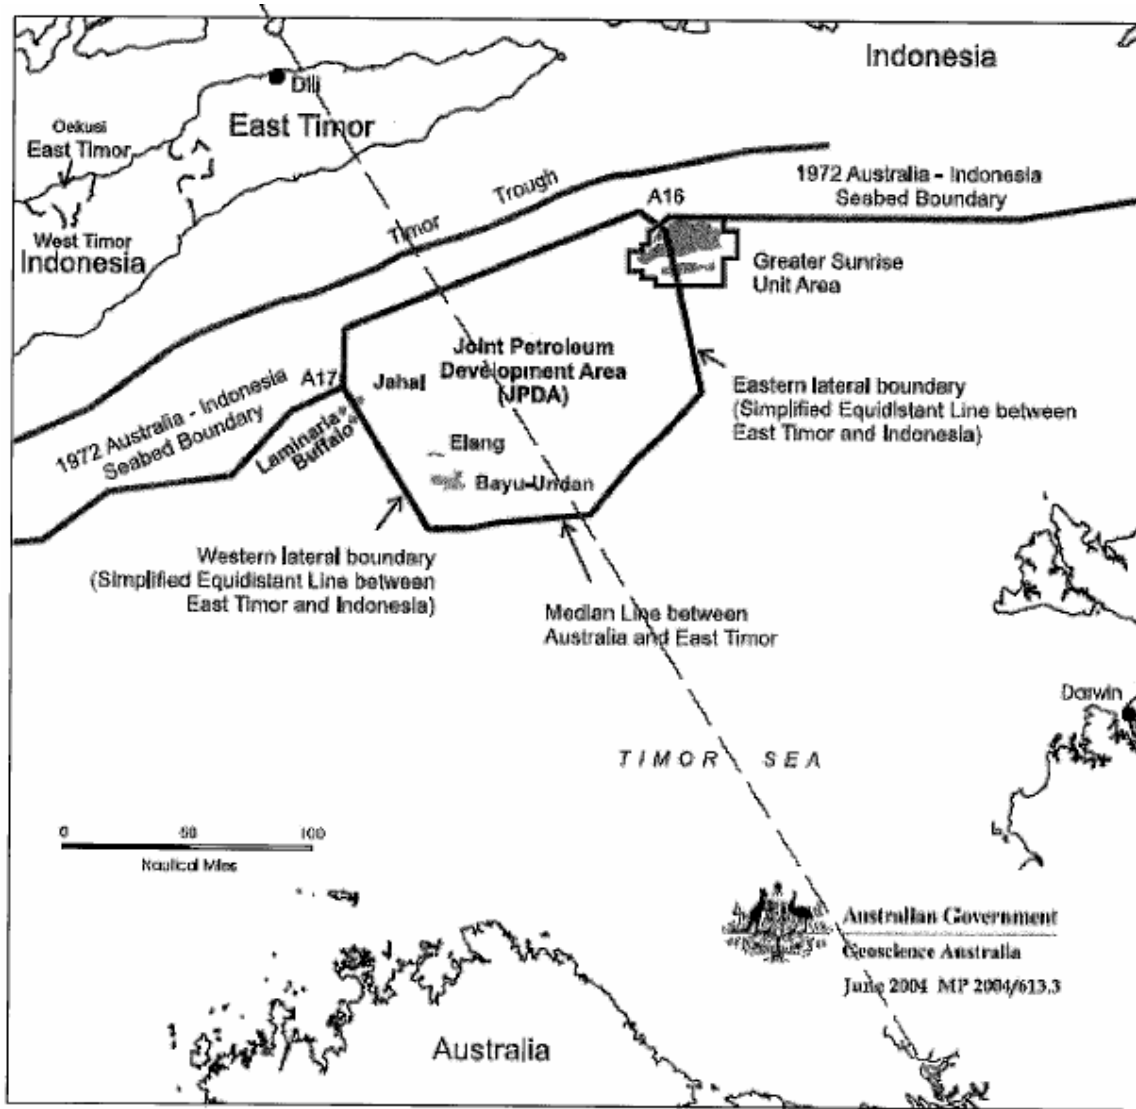 Indonesia
Dili
East Timor
Oekusi
East Timor
West Timor
Indonesia
Timor Trough
A16
1972 Australia - Indonesia
Seabed Boundary
Greater Sunrise
Unit Area
Joint Petroleum
Development Area
(JPDA)
A17
Jahal
1972 Australia - Indonesia
Seabed Boundary
Laminaria
Buffalo
Elang
Bayu-Undan
Eastern lateral boundary
(Simplified Equidistant Line between
East Timor and Indonesia)
Western lateral boundary
(Simplified Equidistant Line between
East Timor and Indonesia)
Median Line between
Australia and East Timor
Darwin
TIMOR SEA
0 50 100
Nautical Miles
Australian Government
Geoscience Australia
June 2004 MP 2004/613.3
Australia